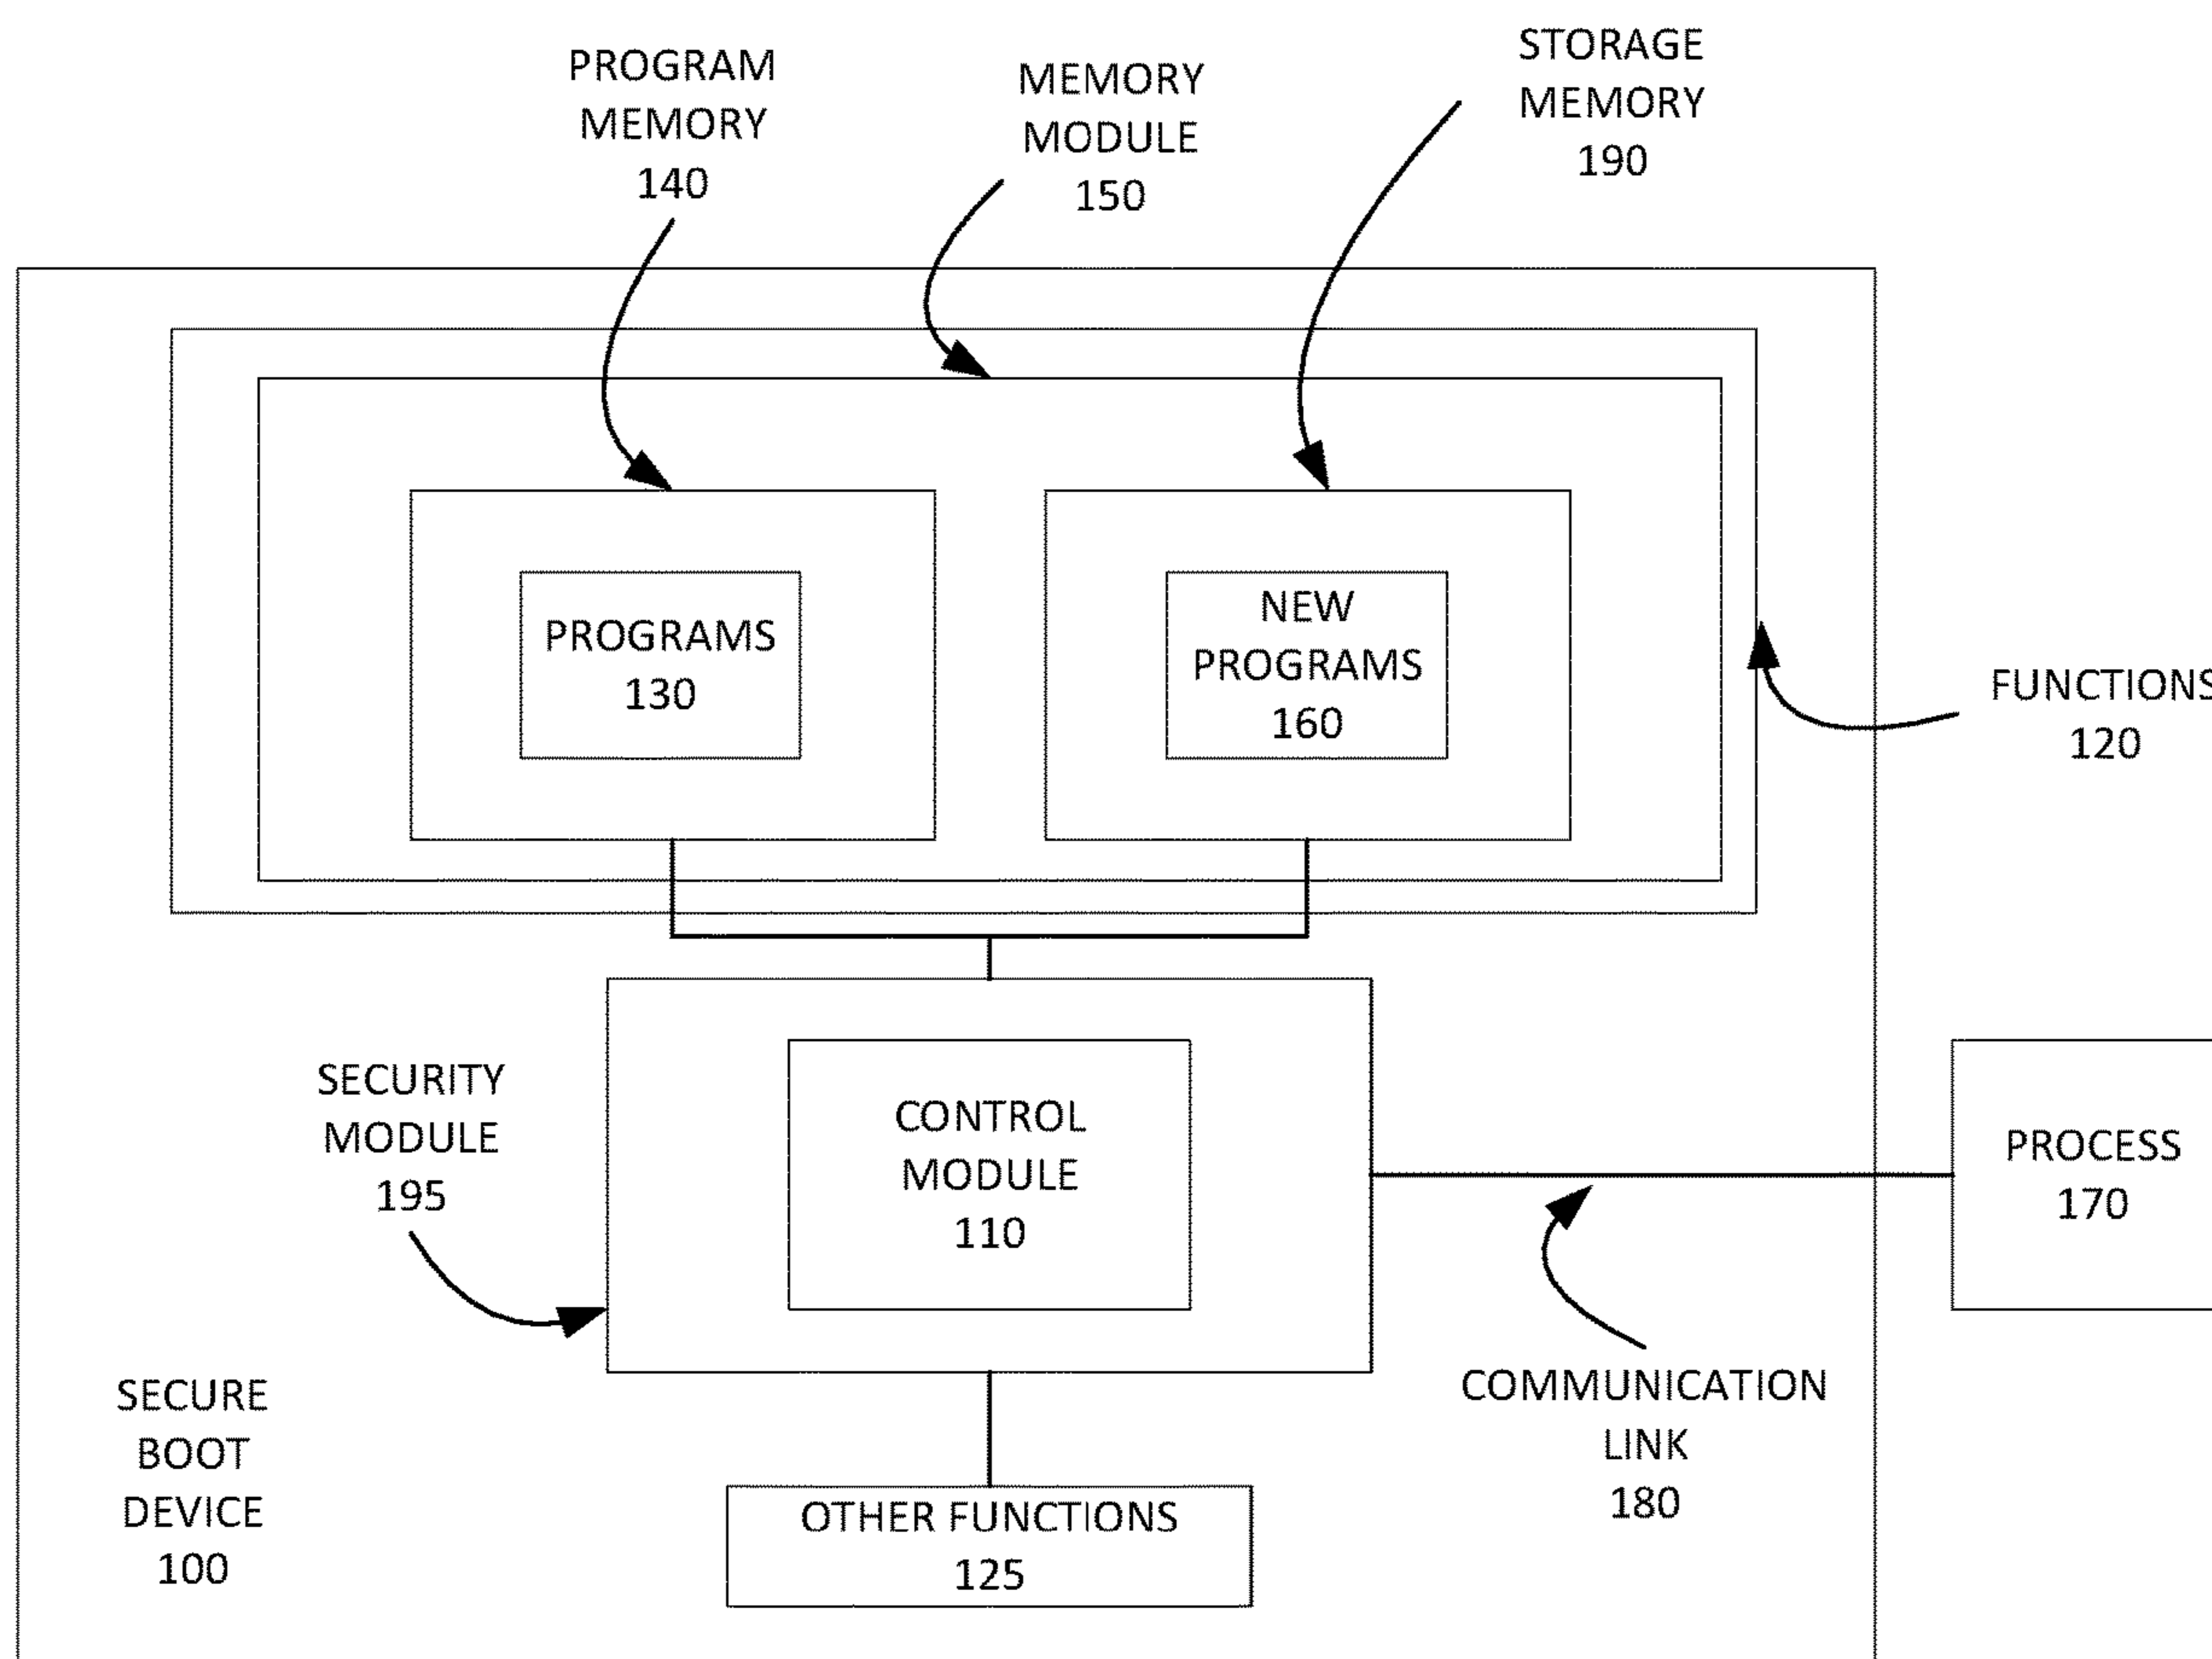 PROGRAM
MEMORY
140
MEMORY
MODULE
150
STORAGE
MEMORY
190
PROGRAMS
130
NEW
PROGRAMS
160
FUNCTIONS
120
SECURITY
MODULE
195
CONTROL
MODULE
110
PROCESS
170
SECURE
BOOT
DEVICE
100
COMMUNICATION
LINK
180
OTHER FUNCTIONS
125